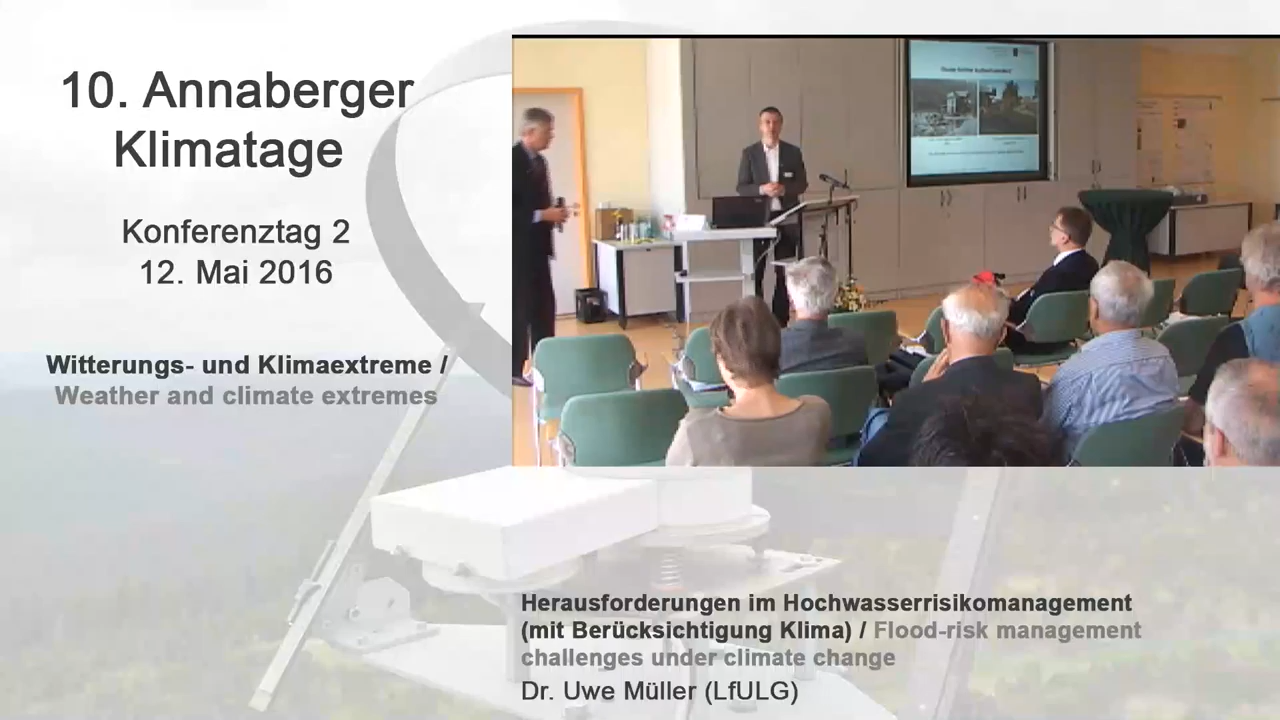 10. Annaberger
Klimatage
Konferenztag 2
12. Mai 2016
Witterungs- und Klimaextreme /
Weather and climate extremes
Herausforderungen im Hochwasserrisikomanagement
(mit Berücksichtigung Klima) / Flood-risk management
challenges under climate change
Dr. Uwe Müller (LfULG)